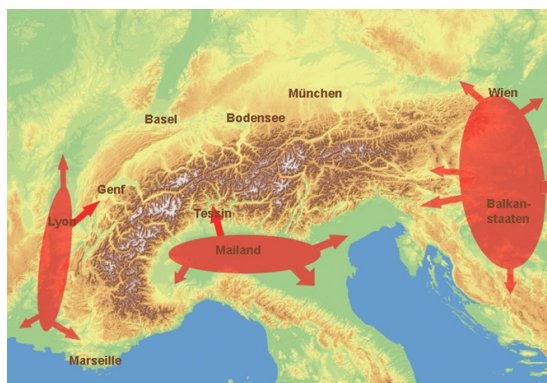 Wien
München
Basel
Bodensee
Genf
Lyon
Tessin
Balkan-
staaten
Mailand
Marseille